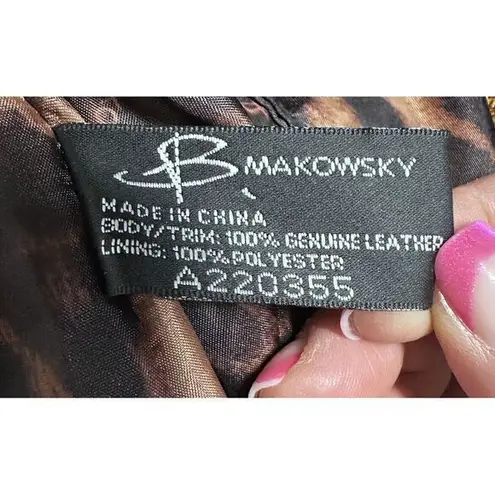 B MAKOWSKY
MADE IN CHINA
BODY/TRIM: 100% GENUINE LEATHER
LINING: 100% POLYESTER
A220355